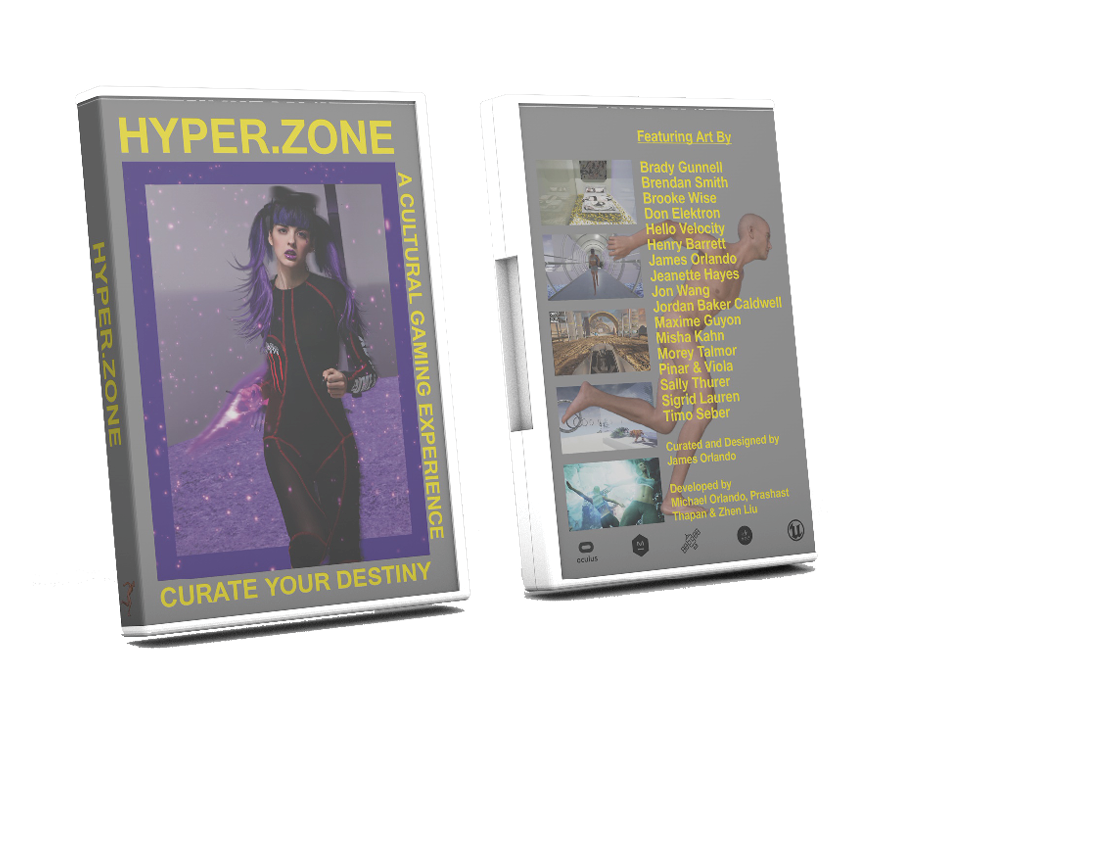 HYPER.ZONE
HYPER.ZONE
A CULTURAL GAMING EXPERIENCE
CURATE YOUR DESTINY
Featuring Art By
Brady Gunnell
Brendan Smith
Brooke Wise
Don Elektron
Hello Velocity
Henry Barrett
James Orlando
Jeanette Hayes
Jon Wang
Jordan Baker Caldwell
Maxime Guyon
Misha Kahn
Morey Talmor
Pinar & Viola
Sally Thurer
Sigrid Lauren
Timo Seber
Curated and Designed by
James Orlando
Developed by
Michael Orlando, Prashast
Thapan & Zhen Liu
oculus